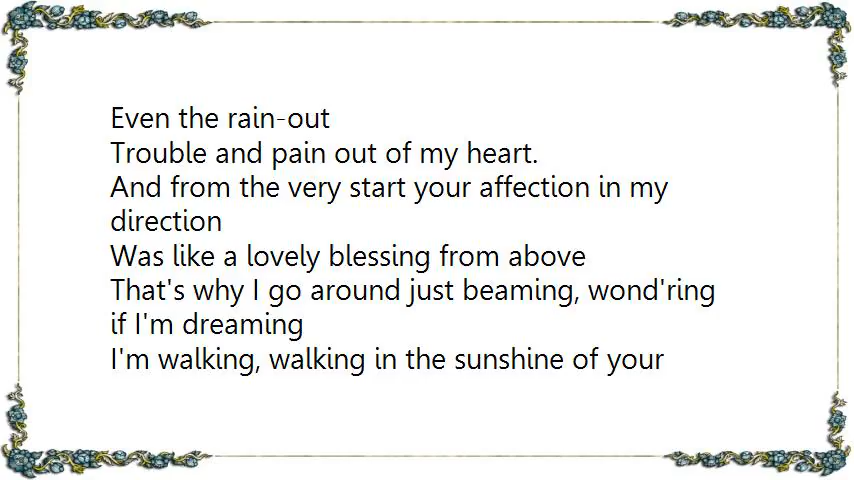 Even the rain-out
Trouble and pain out of my heart.
And from the very start your affection in my
direction
Was like a lovely blessing from above
That's why I go around just beaming, wond'ring
if I'm dreaming
I'm walking, walking in the sunshine of your